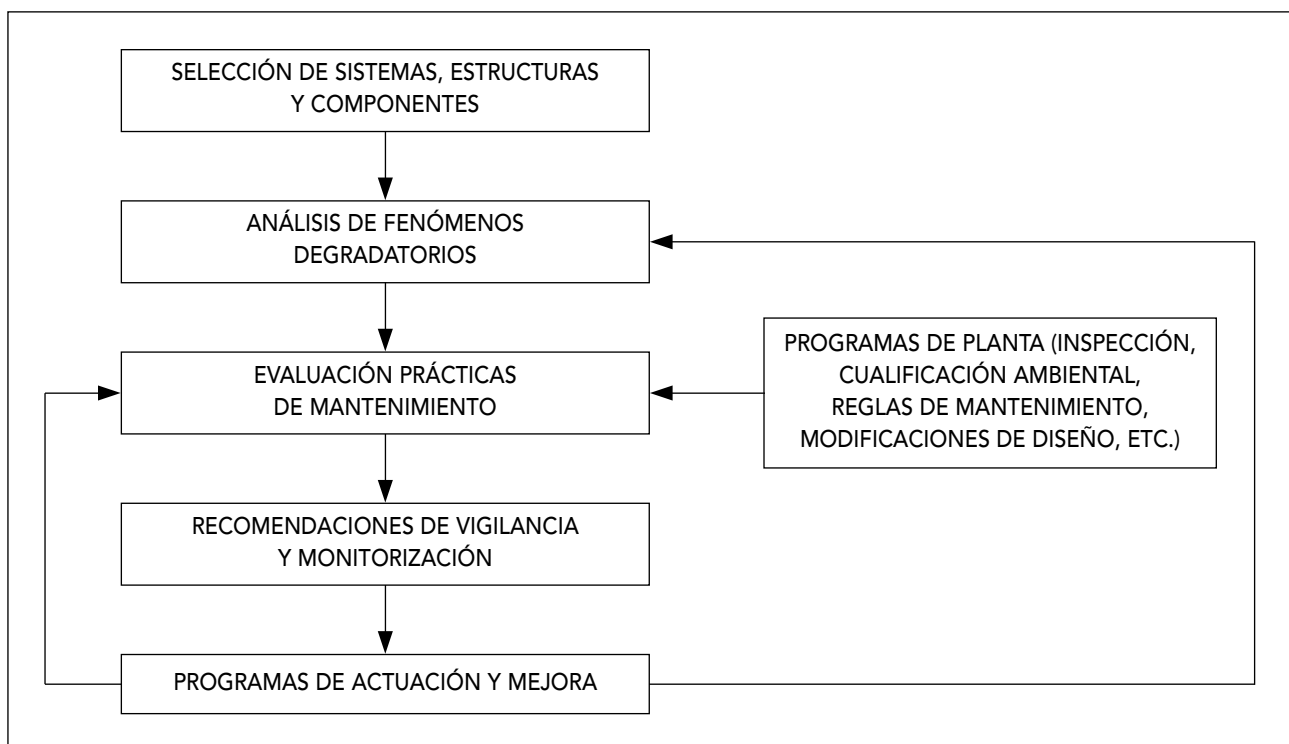 SELECCIÓN DE SISTEMAS, ESTRUCTURAS
Y COMPONENTES
ANÁLISIS DE FENÓMENOS
DEGRADATORIOS
EVALUACIÓN PRÁCTICAS
DE MANTENIMIENTO
PROGRAMAS DE PLANTA (INSPECCIÓN,
CUALIFICACIÓN AMBIENTAL,
REGLAS DE MANTENIMIENTO,
MODIFICACIONES DE DISEÑO, ETC.)
RECOMENDACIONES DE VIGILANCIA
Y MONITORIZACIÓN
PROGRAMAS DE ACTUACIÓN Y MEJORA